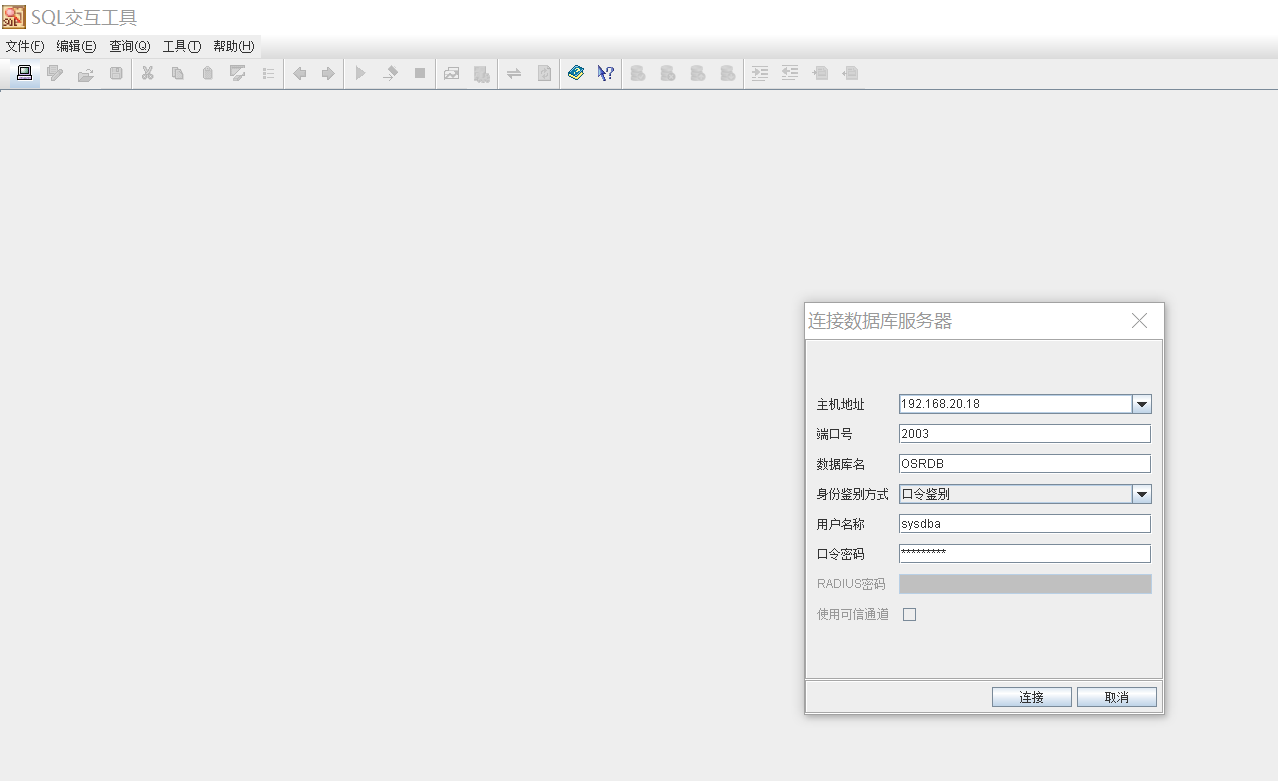 SQL交互工具
文件(F) 编辑(E) 查询(Q) 工具(T) 帮助(H)
连接数据库服务器
主机地址 192.168.20.18
端口号 2003
数据库名 OSRDB
身份鉴别方式 口令鉴别
用户名称 sysdba
口令密码 *********
RADIUS密码
使用可信通道
连接 取消